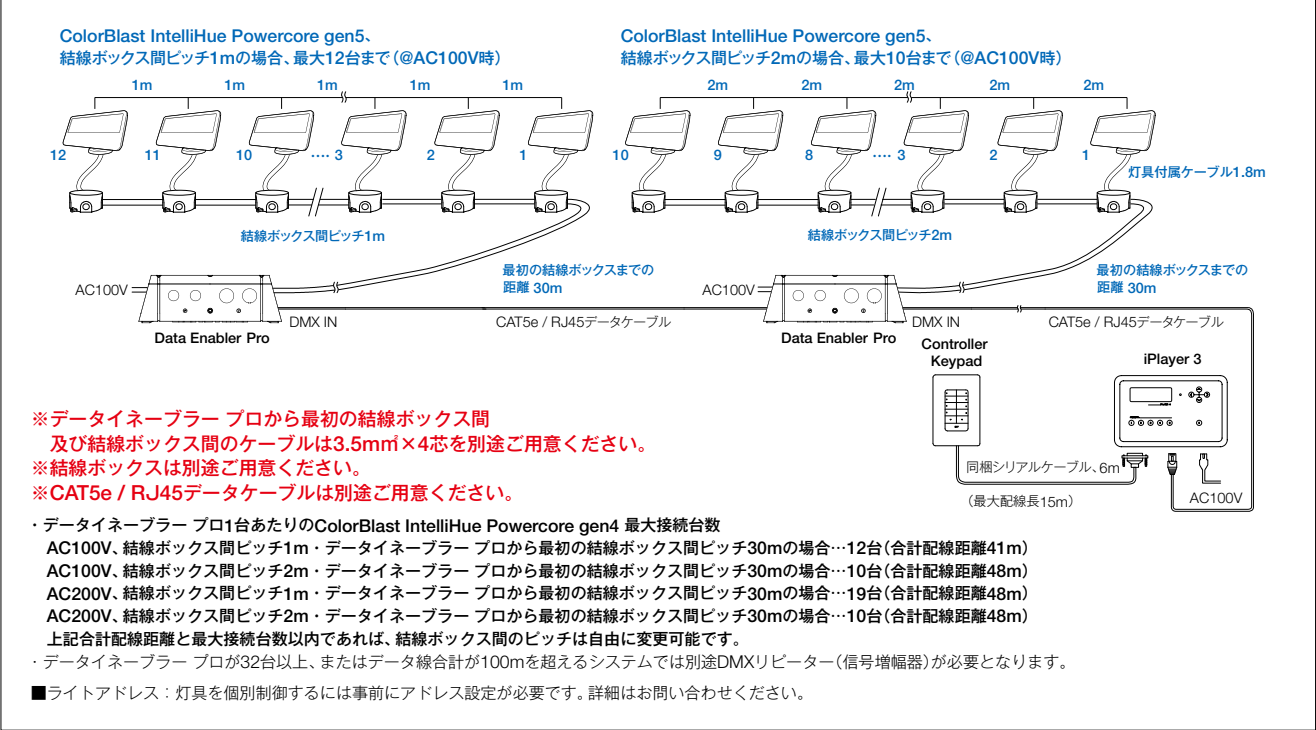 ColorBlast IntelliHue Powercore gen5、
結線ボックス間ピッチ1mの場合、最大12台まで（@AC100V時）
1m 1m 1m 1m 1m
12 11 10 ‥‥ 3 2 1
結線ボックス間ピッチ1m
最初の結線ボックスまでの
距離 30m
AC100V
DMX IN
CAT5e / RJ45データケーブル
Data Enabler Pro
ColorBlast IntelliHue Powercore gen5、
結線ボックス間ピッチ2mの場合、最大10台まで（@AC100V時）
2m 2m 2m 2m 2m
10 9 8 ‥‥ 3 2 1
灯具付属ケーブル1.8m
結線ボックス間ピッチ2m
最初の結線ボックスまでの
距離 30m
AC100V
DMX IN
CAT5e / RJ45データケーブル
Data Enabler Pro
Controller
Keypad
iPlayer 3
同梱シリアルケーブル、6m
（最大配線長15m）
AC100V
※データイネーブラー プロから最初の結線ボックス間
及び結線ボックス間のケーブルは3.5m㎡×4芯を別途ご用意ください。
※結線ボックスは別途ご用意ください。
※CAT5e / RJ45データケーブルは別途ご用意ください。
・データイネーブラー プロ1台あたりのColorBlast IntelliHue Powercore gen4 最大接続台数
AC100V、結線ボックス間ピッチ1m・データイネーブラー プロから最初の結線ボックス間ピッチ30mの場合…12台（合計配線距離41m）
AC100V、結線ボックス間ピッチ2m・データイネーブラー プロから最初の結線ボックス間ピッチ30mの場合…10台（合計配線距離48m）
AC200V、結線ボックス間ピッチ1m・データイネーブラー プロから最初の結線ボックス間ピッチ30mの場合…19台（合計配線距離48m）
AC200V、結線ボックス間ピッチ2m・データイネーブラー プロから最初の結線ボックス間ピッチ30mの場合…10台（合計配線距離48m）
上記合計配線距離と最大接続台数以内であれば、結線ボックス間のピッチは自由に変更可能です。
・データイネーブラー プロが32台以上、またはデータ線合計が100mを超えるシステムでは別途DMXリピーター（信号増幅器）が必要となります。
■ライトアドレス：灯具を個別制御するには事前にアドレス設定が必要です。詳細はお問い合わせください。